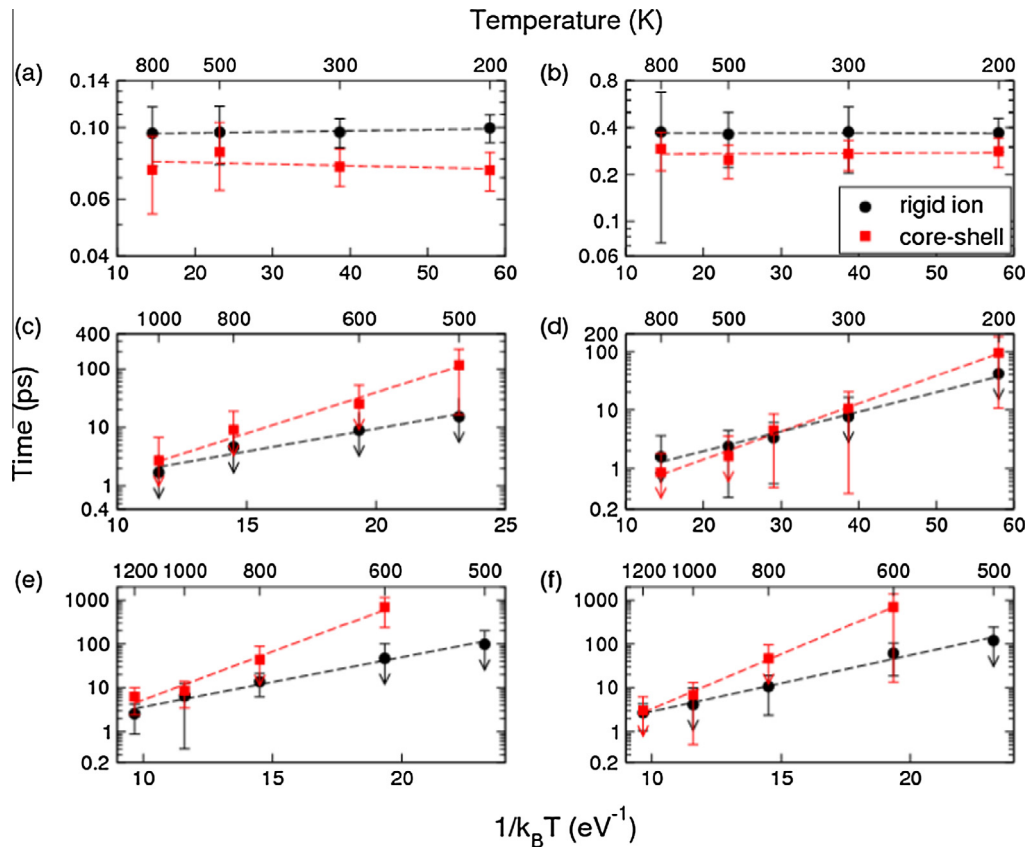 Temperature (K)
(a)
800 500 300 200
0.14
0.10
0.06
0.04
10 20 30 40 50 60
(b)
800 500 300 200
0.8
0.4
0.2
0.1
0.06
10 20 30 40 50 60
rigid ion
core-shell
Time (ps)
(c)
1000 800 600 500
400
100
10
1
0.4
10 15 20 25
(d)
800 500 300 200
200
100
10
1
0.2
10 20 30 40 50 60
(e)
1200 1000 800 600 500
1000
100
10
1
0.2
10 15 20
(f)
1200 1000 800 600 500
1000
100
10
1
0.2
10 15 20
1/k_BT (eV⁻¹)